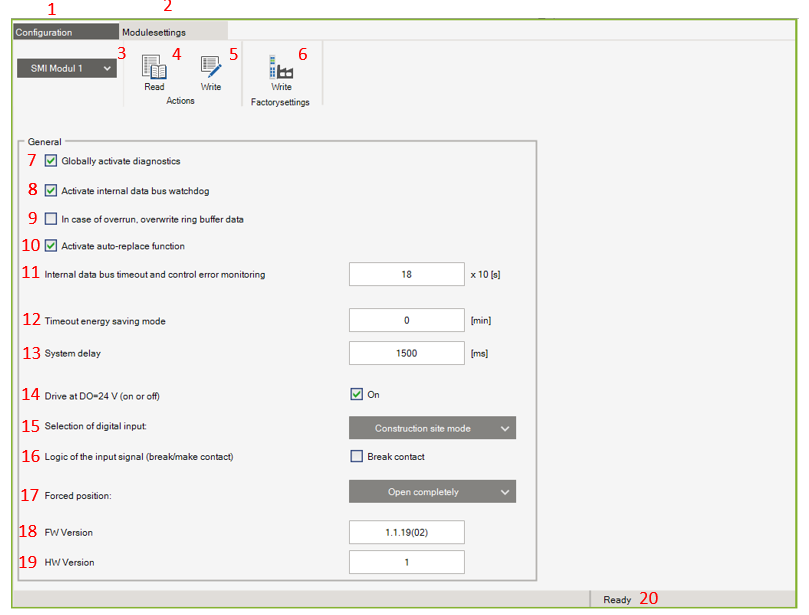 1
2
Configuration
Modulesettings
SMI Modul 1
3
4
5
6
Read
Write
Write
Actions
Factorysettings
General
7 Globally activate diagnostics
8 Activate internal data bus watchdog
9 In case of overrun, overwrite ring buffer data
10 Activate auto-replace function
11 Internal data bus timeout and control error monitoring 18 x 10 [s]
12 Timeout energy saving mode 0 [min]
13 System delay 1500 [ms]
14 Drive at DO=24 V (on or off) On
15 Selection of digital input: Construction site mode
16 Logic of the input signal (break/make contact) Break contact
17 Forced position: Open completely
18 FW Version 1.1.19(02)
19 HW Version 1
Ready 20